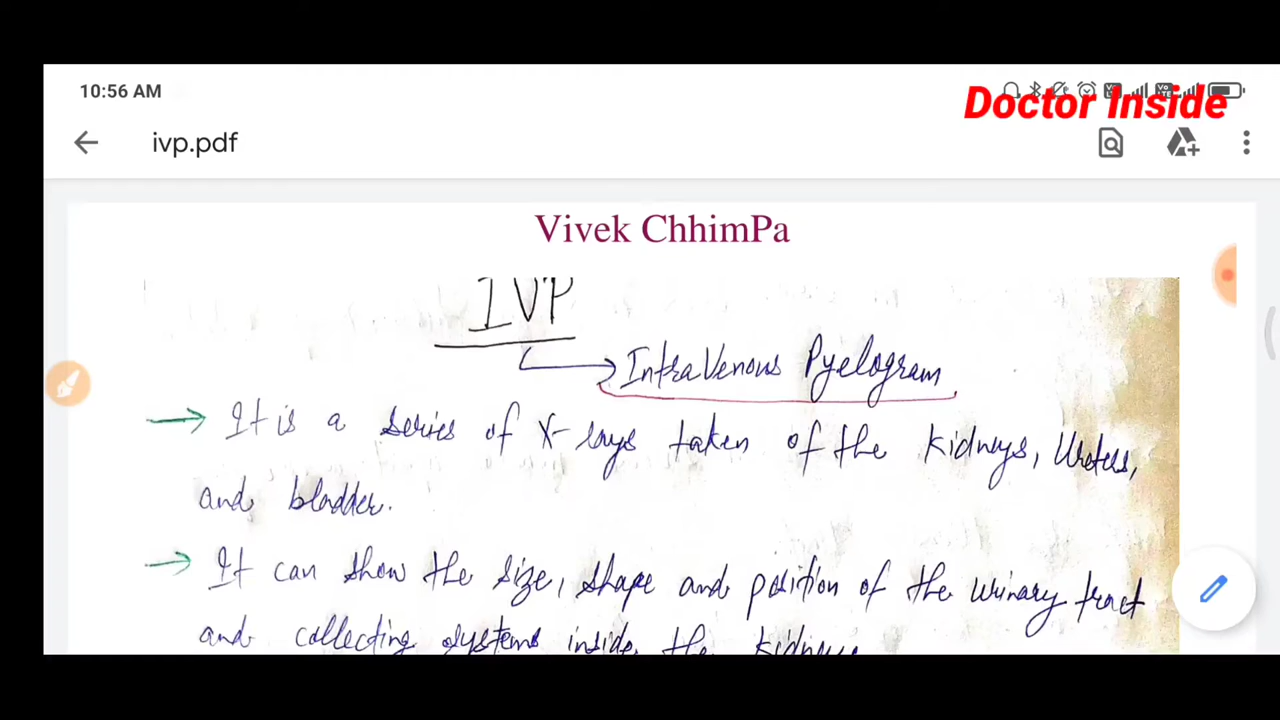 10:56 AM
Doctor Inside
ivp.pdf
Vivek ChhimPa
IVP
IntraVenous Pyelogram
It is a series of X-rays taken of the kidneys, Ureters,
and bladder.
It can show the size, shape and position of the urinary tract
and collecting systems inside the kidneys